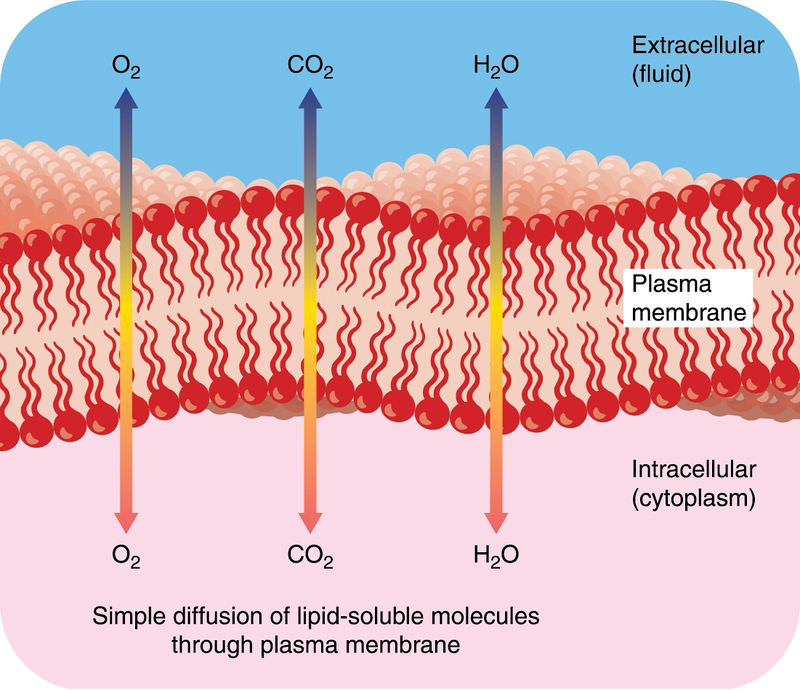 O₂
CO₂
H₂O
Extracellular
(fluid)
Plasma
membrane
Intracellular
(cytoplasm)
O₂
CO₂
H₂O
Simple diffusion of lipid-soluble molecules
through plasma membrane